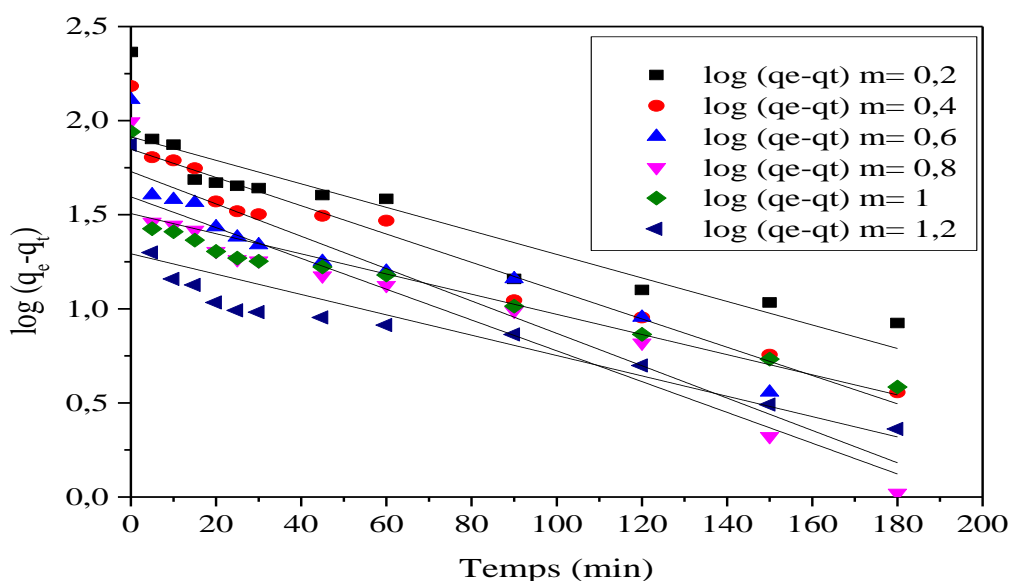 2,5
2,0
1,5
1,0
0,5
0,0
log (q_e-q_t)
log (qe-qt) m= 0,2
log (qe-qt) m= 0,4
log (qe-qt) m= 0,6
log (qe-qt) m= 0,8
log (qe-qt) m= 1
log (qe-qt) m= 1,2
0 20 40 60 80 100 120 140 160 180 200
Temps (min)